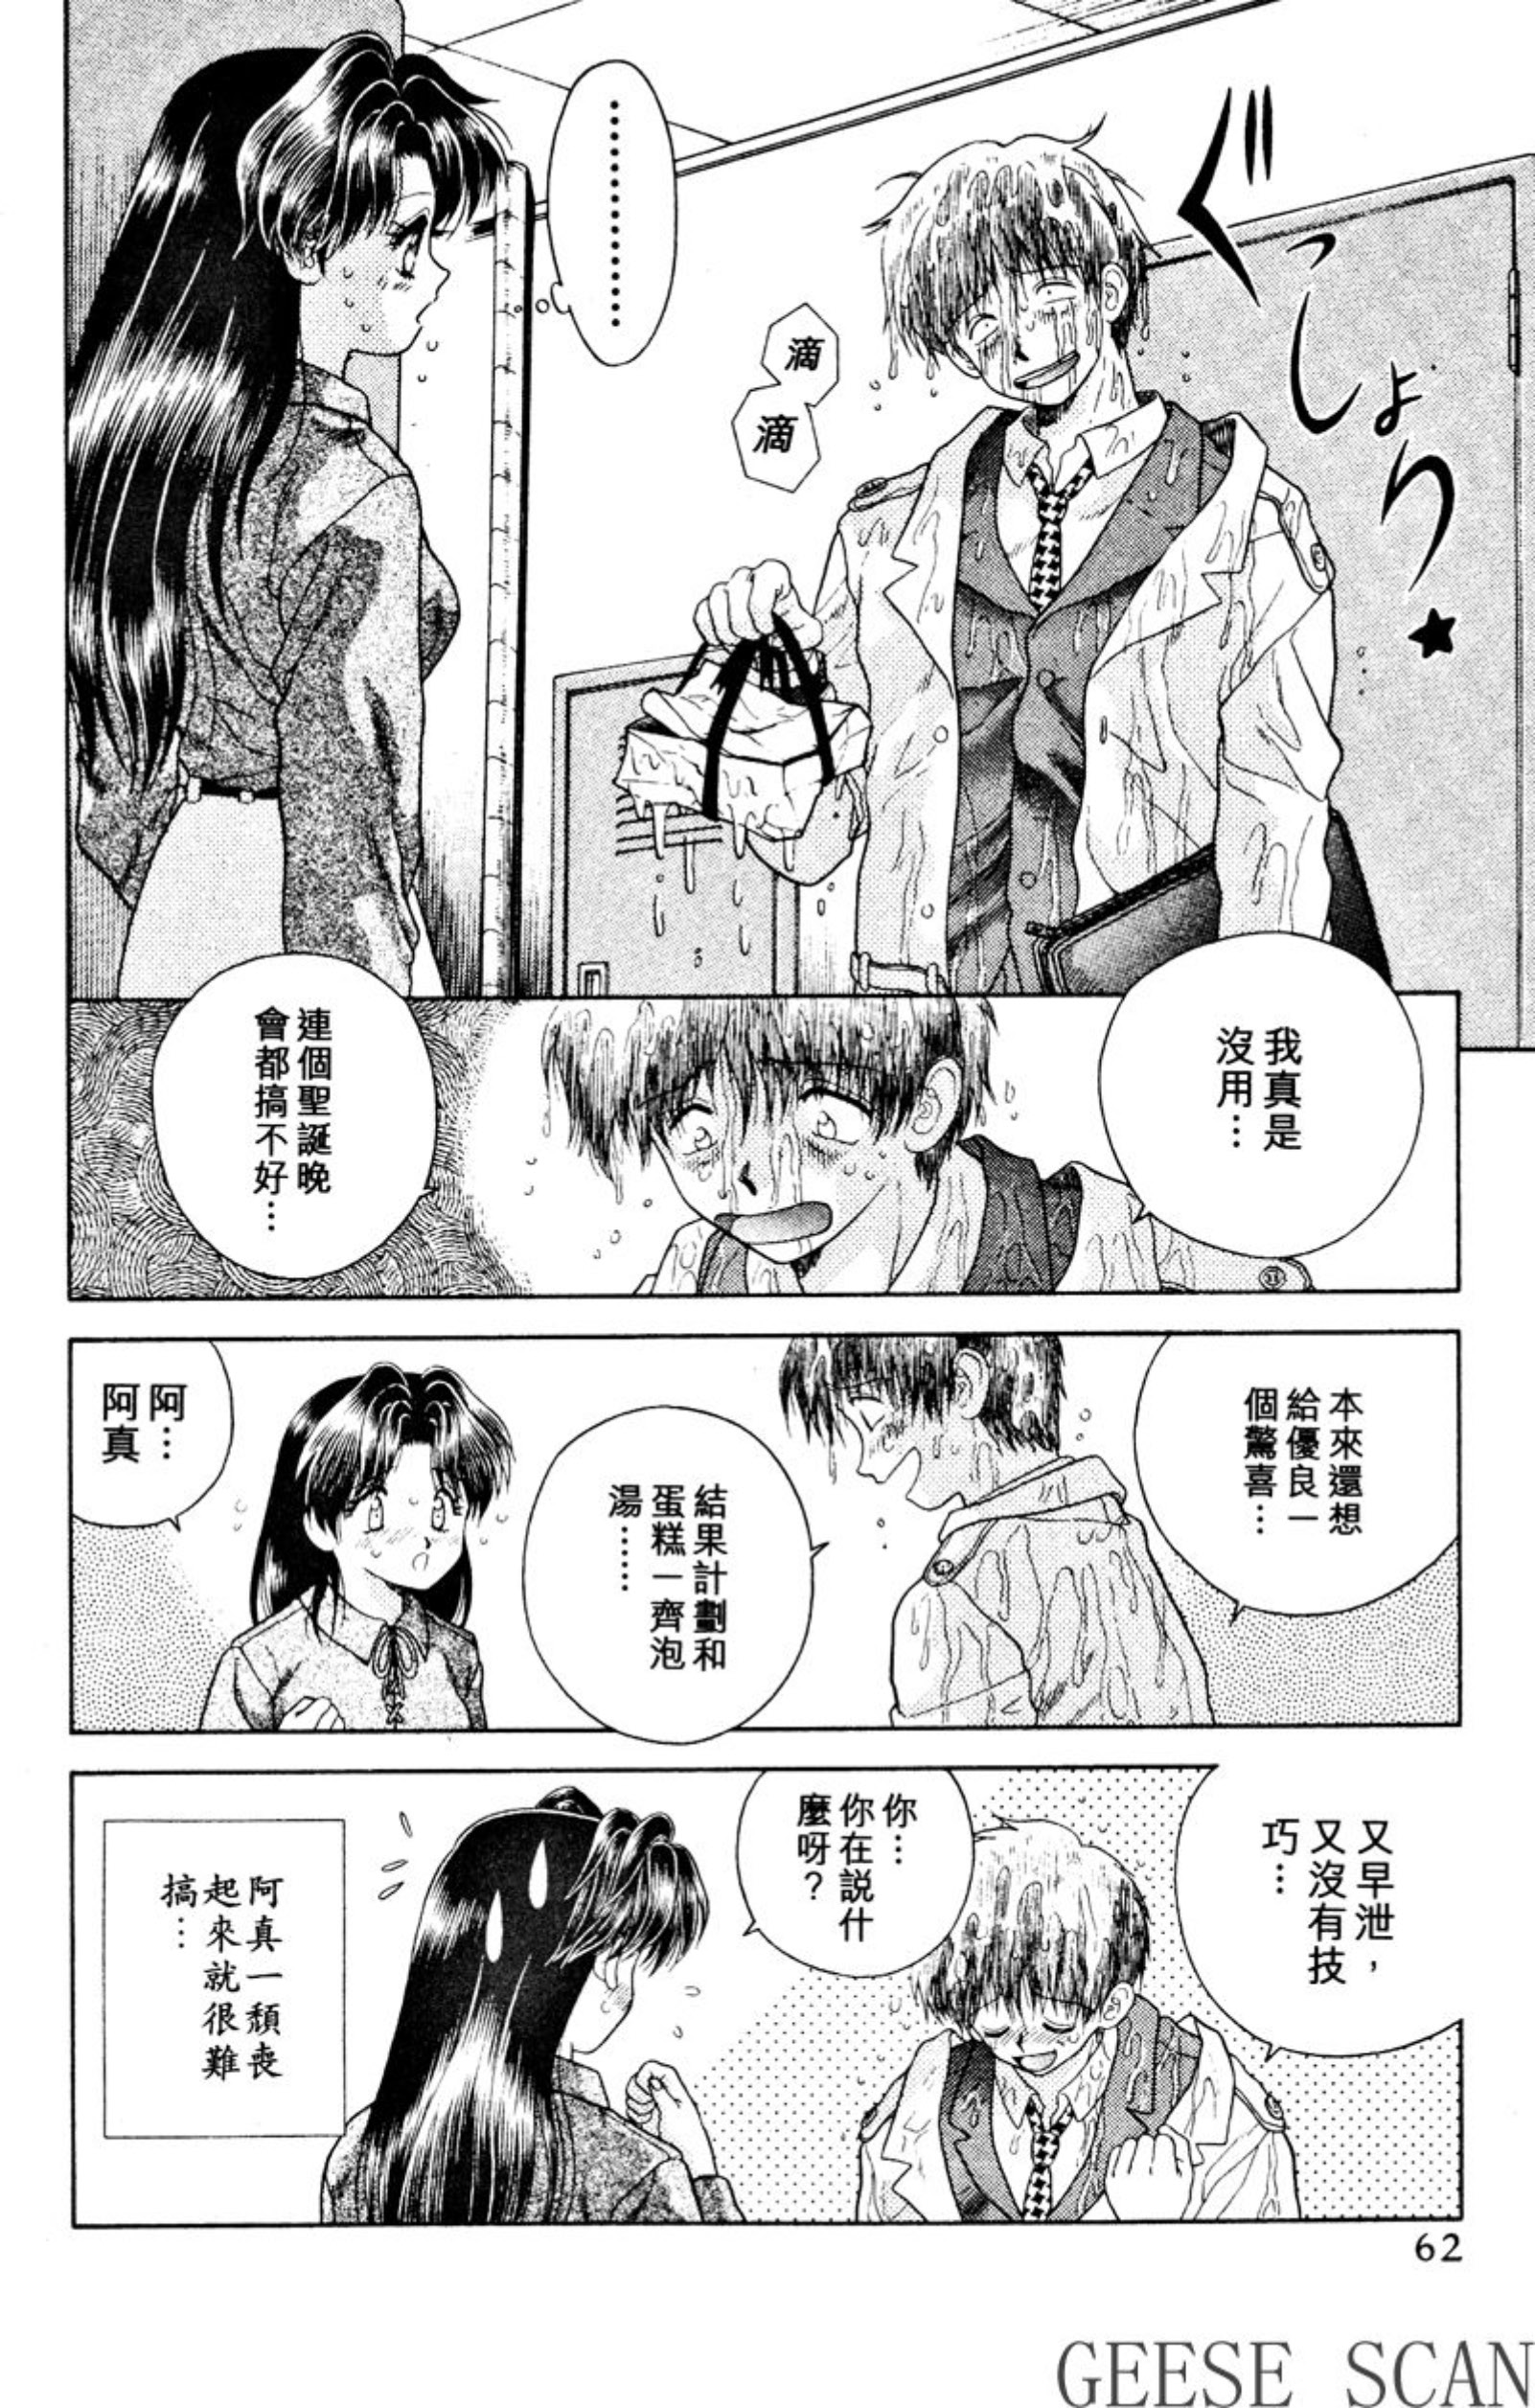 ぐっしょり
滴
滴
…………
我真是
沒用…
連個聖誕晚
會都搞不好…
本來還想
給優良一
個驚喜…
結果計劃和
蛋糕一齊泡
湯……
阿…
阿真
又早泄，
又沒有技
巧…
你…
你在説什
麼呀？
阿真一頹喪
起來就很難
搞…
62
GEESE SCAN